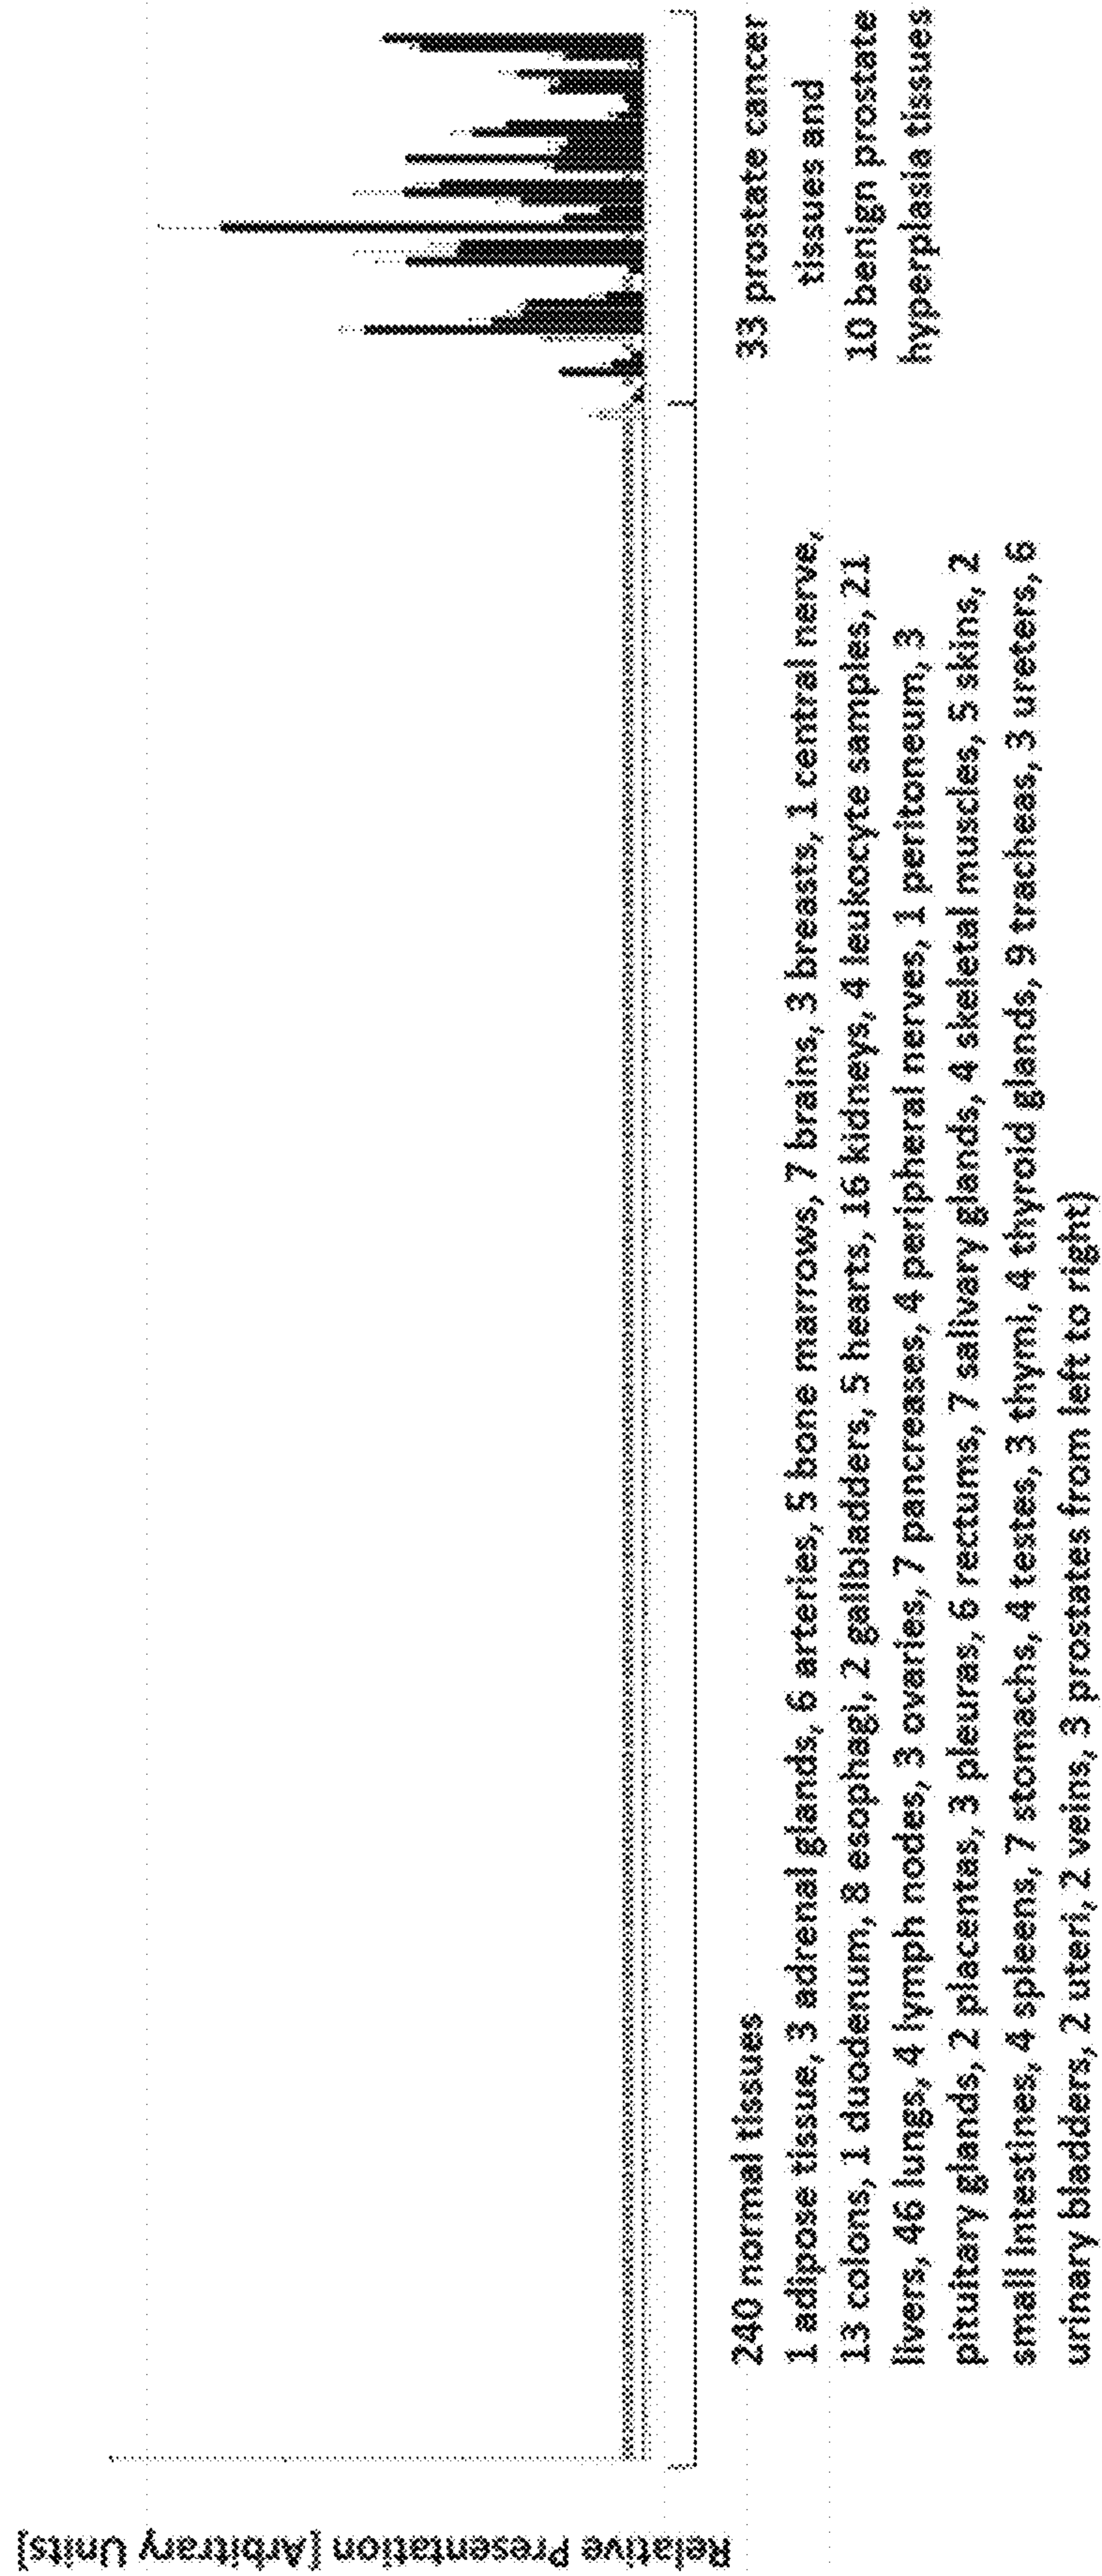 Relative Presentation [Arbitrary Units]
240 normal tissues
1 adipose tissue, 3 adrenal glands, 6 arteries, 5 bone marrows, 7 brains, 3 breasts, 1 central nerve,
13 colons, 1 duodenum, 8 esophagi, 2 gallbladders, 5 hearts, 16 kidneys, 4 leukocyte samples, 21
livers, 46 lungs, 4 lymph nodes, 3 ovaries, 7 pancreases, 4 peripheral nerves, 1 peritoneum, 3
pituitary glands, 2 placentas, 3 pleuras, 6 rectums, 7 salivary glands, 4 skeletal muscles, 5 skins, 2
small intestines, 4 spleens, 7 stomachs, 4 testes, 3 thymi, 4 thyroid glands, 9 trachees, 3 ureters, 6
urinary bladders, 2 uteri, 2 veins, 3 prostates from left to right)
33 prostate cancer
tissues and
10 benign prostate
hyperplasia tissues